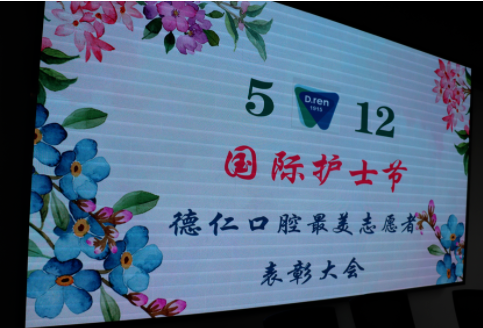 5 D.ren 1915 12
国际护士节
德仁口腔最美志愿者
表彰大会